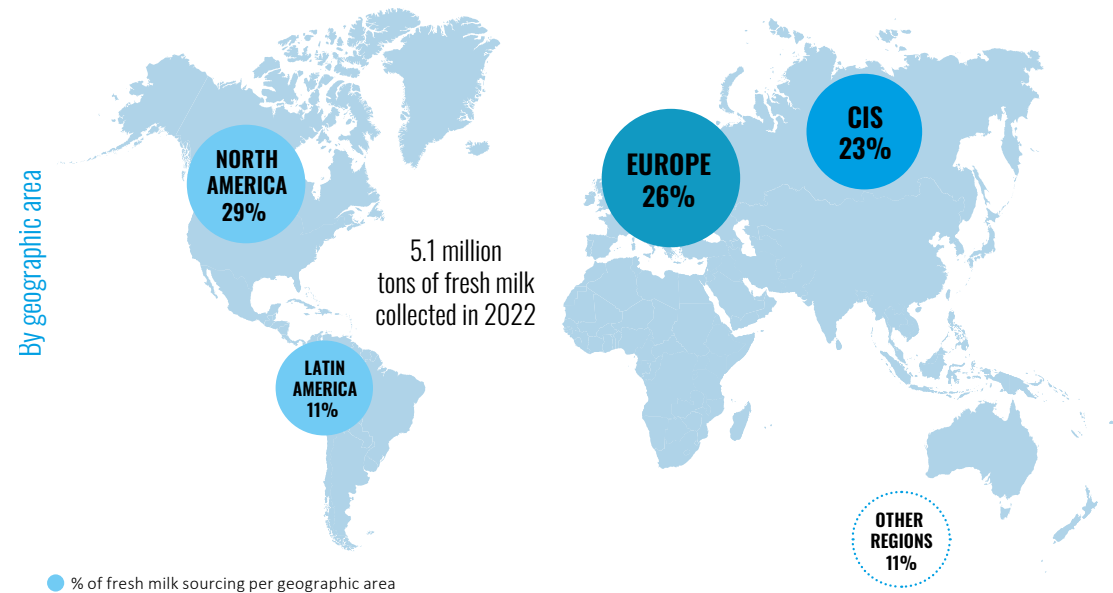 By geographic area
NORTH
AMERICA
29%
EUROPE
26%
CIS
23%
5.1 million
tons of fresh milk
collected in 2022
LATIN
AMERICA
11%
OTHER
REGIONS
11%
% of fresh milk sourcing per geographic area